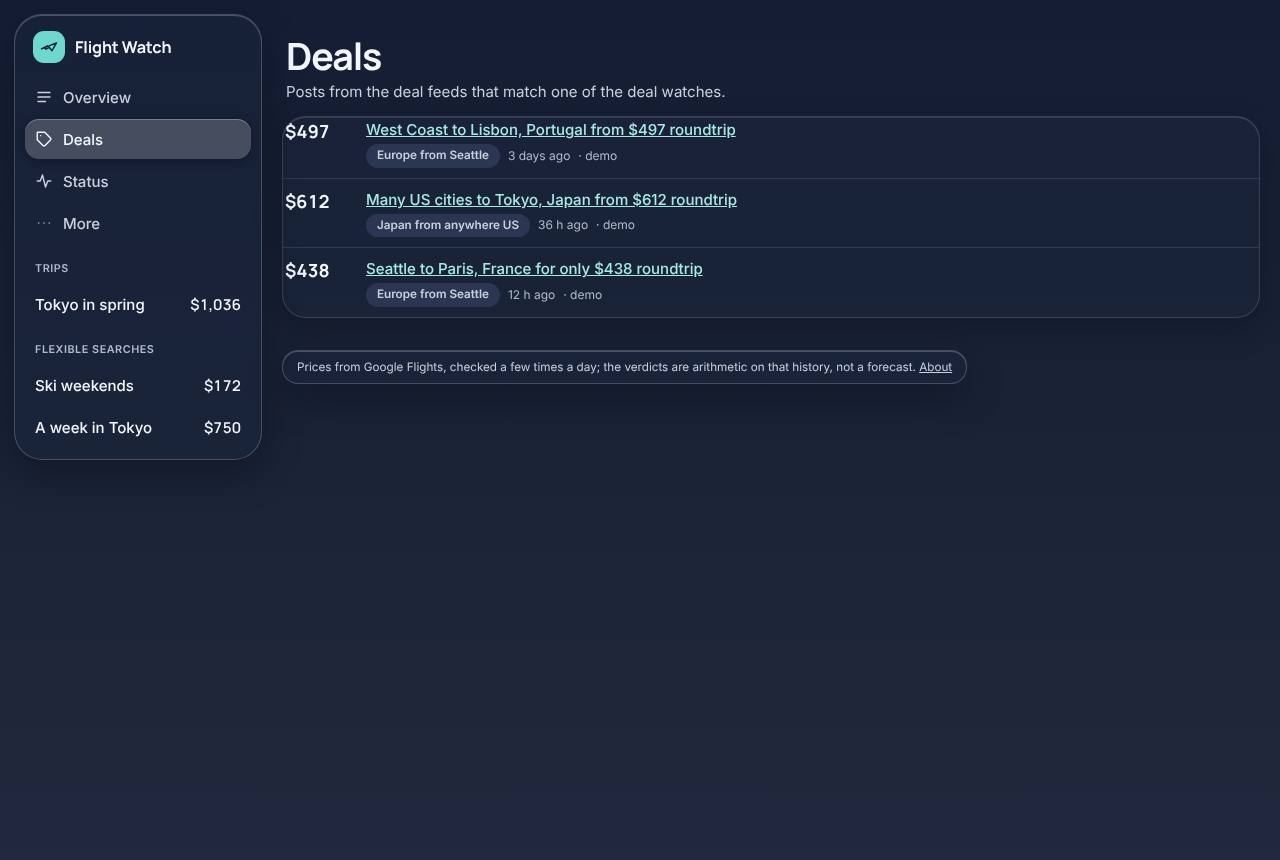 Flight Watch
Overview
Deals
Status
More
TRIPS
Tokyo in spring $1,036
FLEXIBLE SEARCHES
Ski weekends $172
A week in Tokyo $750
Deals
Posts from the deal feeds that match one of the deal watches.
$497 West Coast to Lisbon, Portugal from $497 roundtrip
Europe from Seattle 3 days ago · demo
$612 Many US cities to Tokyo, Japan from $612 roundtrip
Japan from anywhere US 36 h ago · demo
$438 Seattle to Paris, France for only $438 roundtrip
Europe from Seattle 12 h ago · demo
Prices from Google Flights, checked a few times a day; the verdicts are arithmetic on that history, not a forecast. About